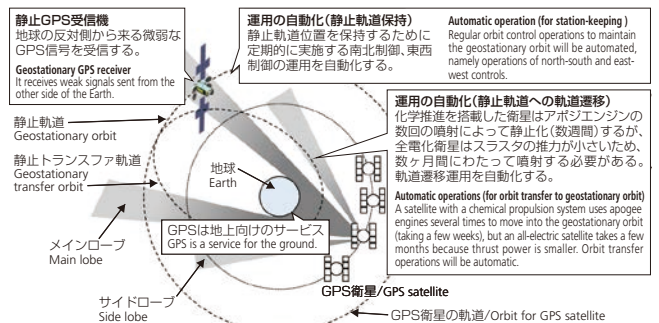 静止GPS受信機
地球の反対側から来る微弱な
GPS信号を受信する。
Geostationary GPS receiver
It receives weak signals sent from the
other side of the Earth.
運用の自動化（静止軌道保持）
静止軌道位置を保持するために
定期的に実施する南北制御、東西
制御の運用を自動化する。
Automatic operation (for station-keeping )
Regular orbit control operations to maintain
the geostationary orbit will be automated,
namely operations of north-south and east-
west controls.
運用の自動化（静止軌道への軌道遷移）
化学推進を搭載した衛星はアポジエンジンの
数回の噴射によって静止化（数週間）するが、
全電化衛星はスラスタの推力が小さいため、
数ヶ月間にわたって噴射する必要がある。
軌道遷移運用を自動化する。
Automatic operations (for orbit transfer to geostationary orbit)
A satellite with a chemical propulsion system uses apogee
engines several times to move into the geostationary orbit
(taking a few weeks), but an all-electric satellite takes a few
months because thrust power is smaller. Orbit transfer
operations will be automatic.
静止軌道
Geostationary orbit
静止トランスファ軌道
Geostationary
transfer orbit
地球
Earth
GPSは地上向けのサービス
GPS is a service for the ground.
メインローブ
Main lobe
サイドローブ
Side lobe
GPS衛星/GPS satellite
GPS衛星の軌道/Orbit for GPS satellite